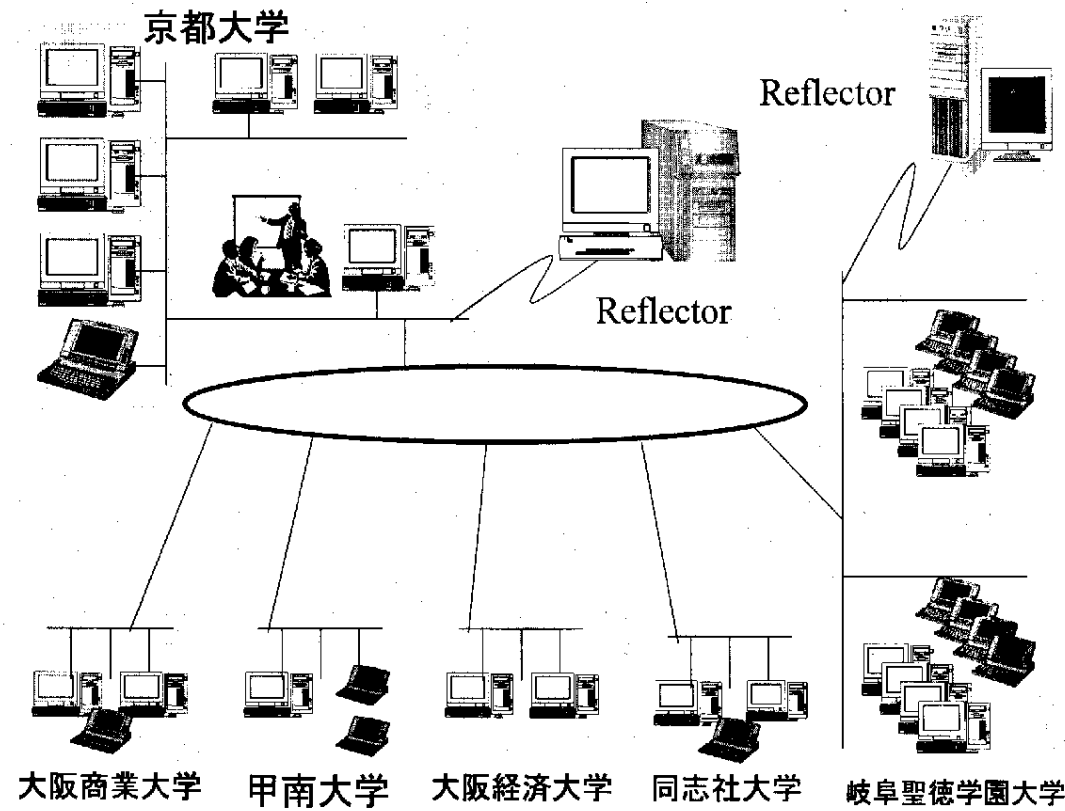 京都大学
Reflector
Reflector
大阪商業大学
甲南大学
大阪経済大学
同志社大学
岐阜聖徳学園大学